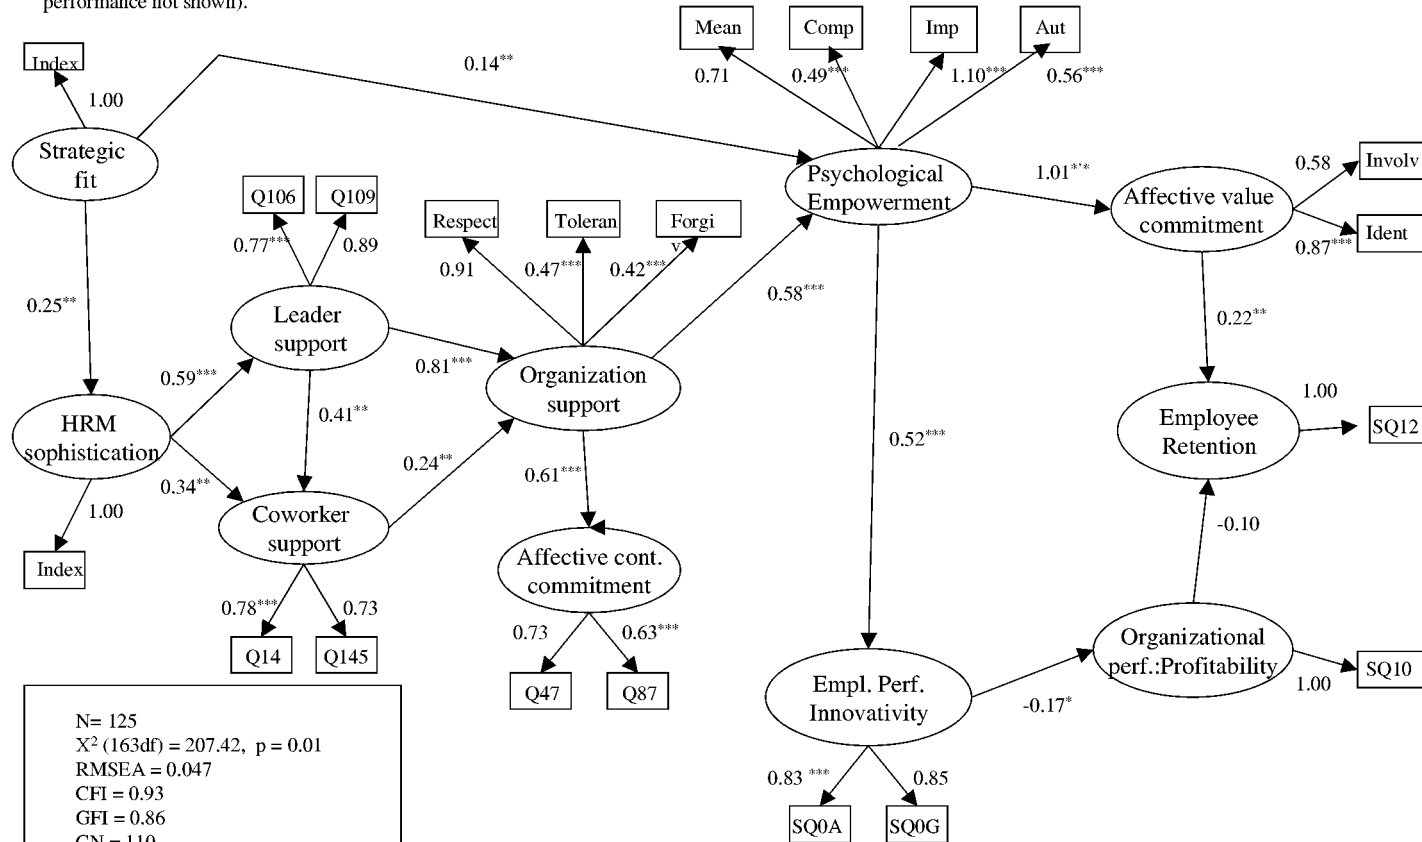 performance not shown).
Mean
Comp
Imp
Aut
Index
0.14**
0.71
0.49***
1.10***
0.56***
1.00
Strategic
fit
Psychological
Empowerment
1.01***
Affective value
commitment
0.58
Involv
0.87***
Ident
Q106
Q109
0.77***
0.89
Respect
Toleran
Forgi
v
0.91
0.47***
0.42***
0.25**
Leader
support
0.58***
0.22**
0.59***
0.81***
Organization
support
0.41**
1.00
Employee
Retention
SQ12
HRM
sophistication
0.34**
0.24**
0.61***
0.52***
1.00
Coworker
support
-0.10
Index
Affective cont.
commitment
0.78***
0.73
Q14
Q145
0.73
0.63***
Q47
Q87
Organizational
perf.:Profitability
1.00
SQ10
Empl. Perf.
Innovativity
-0.17*
0.83 ***
0.85
SQ0A
SQ0G
N= 125
X² (163df) = 207.42, p = 0.01
RMSEA = 0.047
CFI = 0.93
GFI = 0.86
CN = 110